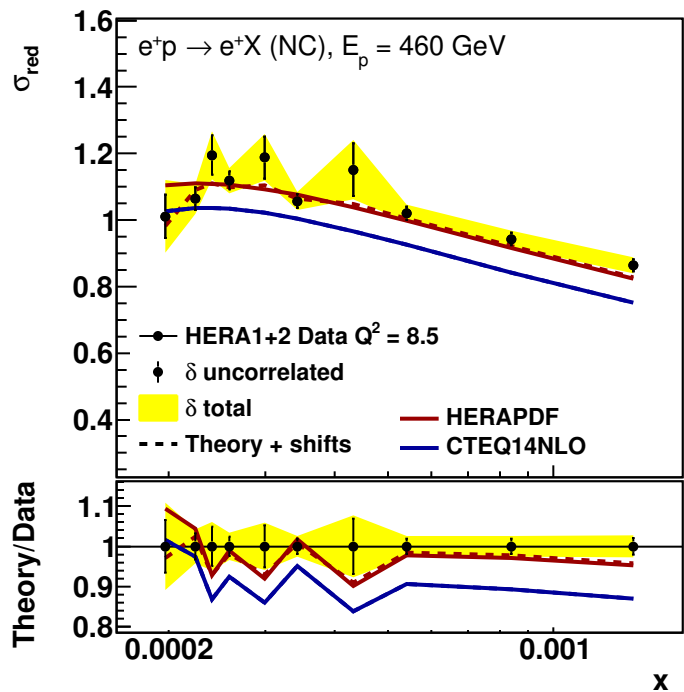 σred
e⁺p → e⁺X (NC), Ep = 460 GeV
1.6
1.4
1.2
1
0.8
0.6
0.4
HERA1+2 Data Q² = 8.5
δ uncorrelated
δ total
Theory + shifts
HERAPDF
CTEQ14NLO
Theory/Data
1.1
1
0.9
0.8
0.0002
0.001
x